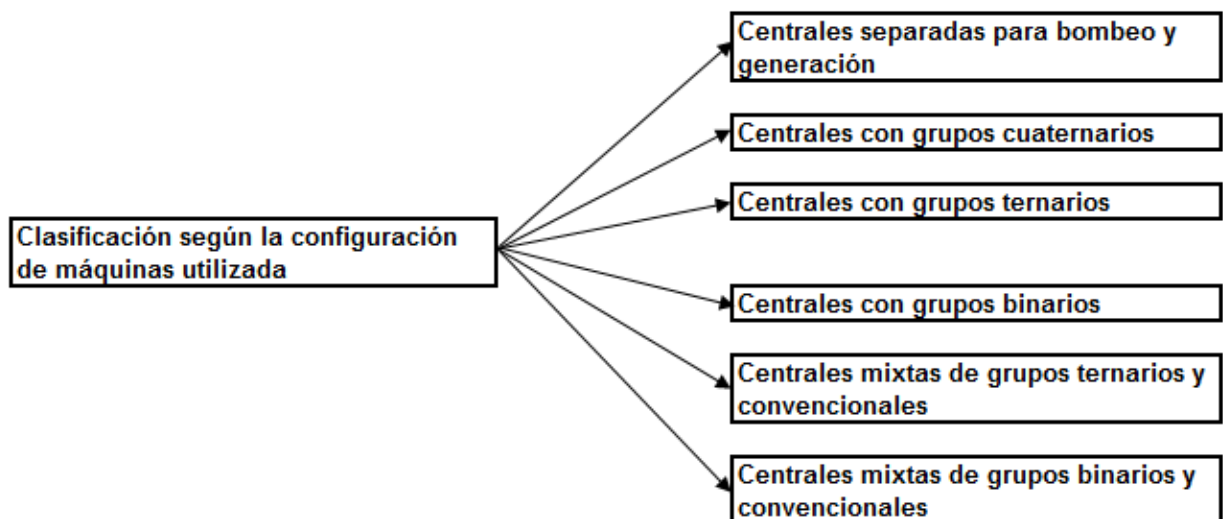 Centrales separadas para bombeo y
generación
Centrales con grupos cuaternarios
Centrales con grupos ternarios
Clasificación según la configuración
de máquinas utilizada
Centrales con grupos binarios
Centrales mixtas de grupos ternarios y
convencionales
Centrales mixtas de grupos binarios y
convencionales